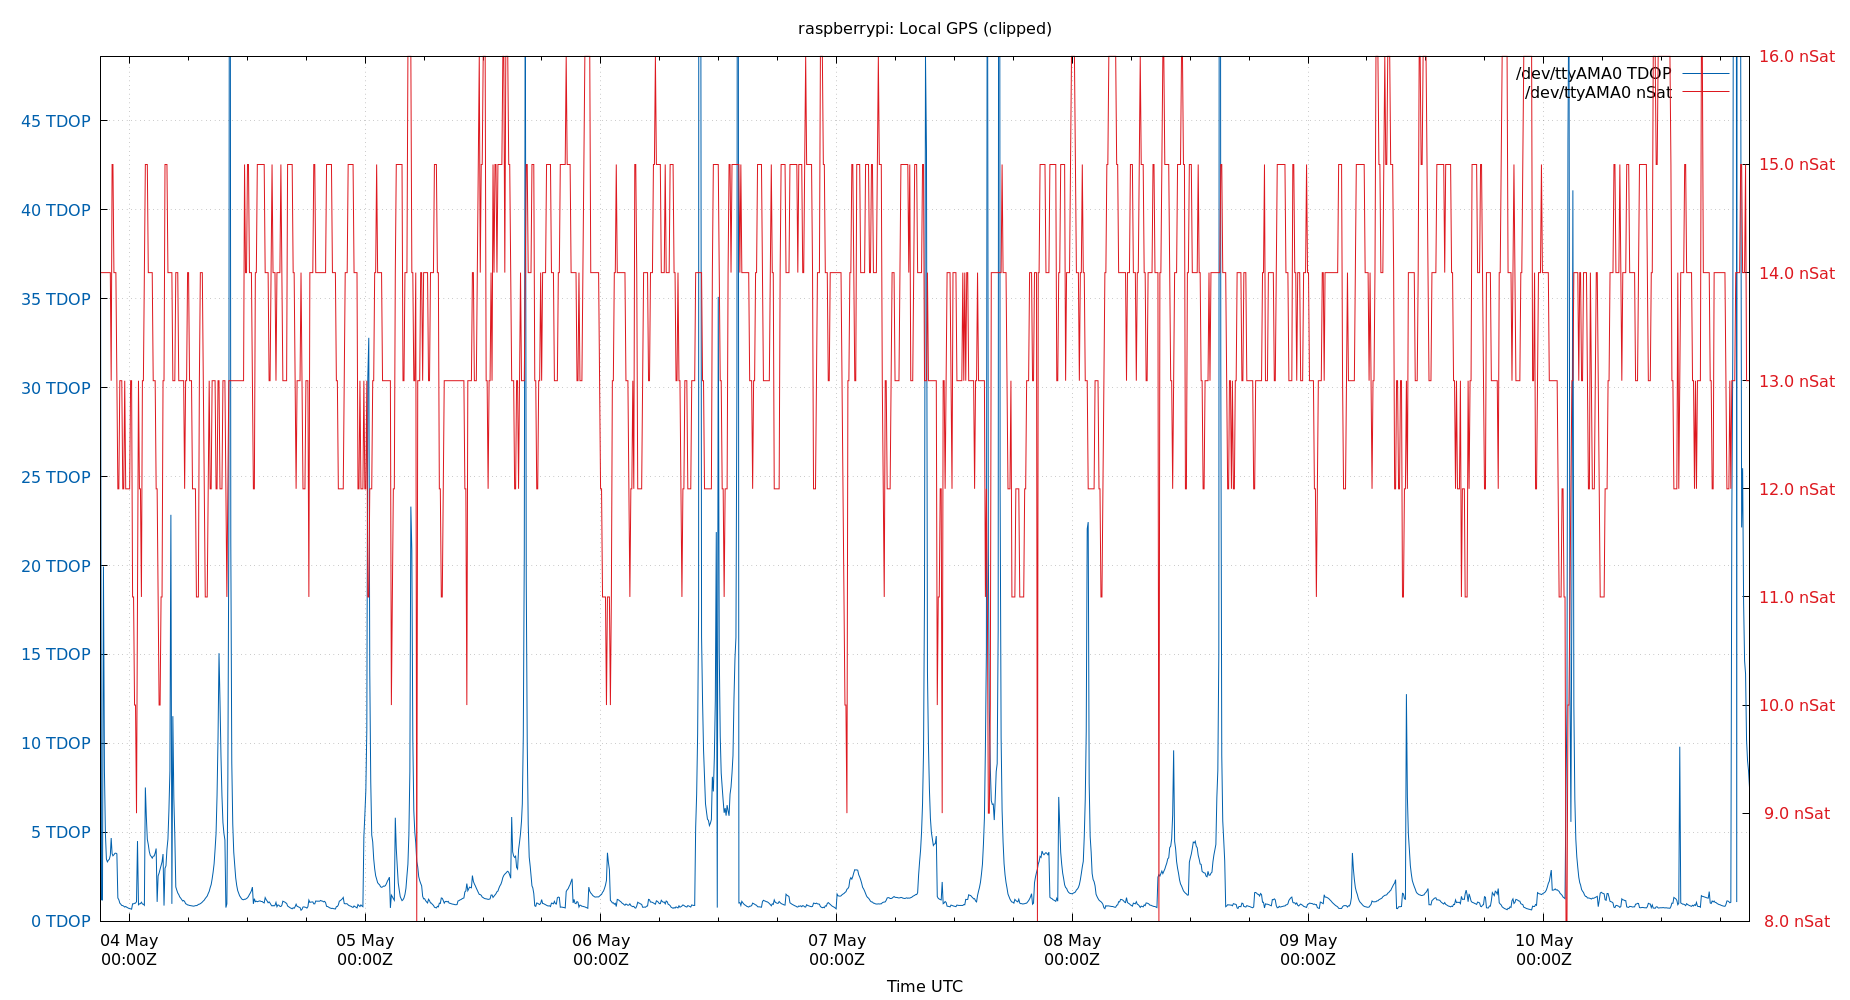 raspberrypi: Local GPS (clipped)
/dev/ttyAMA0 TDOP
/dev/ttyAMA0 nSat
45 TDOP
40 TDOP
35 TDOP
30 TDOP
25 TDOP
20 TDOP
15 TDOP
10 TDOP
5 TDOP
0 TDOP
16.0 nSat
15.0 nSat
14.0 nSat
13.0 nSat
12.0 nSat
11.0 nSat
10.0 nSat
9.0 nSat
8.0 nSat
04 May
00:00Z
05 May
00:00Z
06 May
00:00Z
07 May
00:00Z
08 May
00:00Z
09 May
00:00Z
10 May
00:00Z
Time UTC